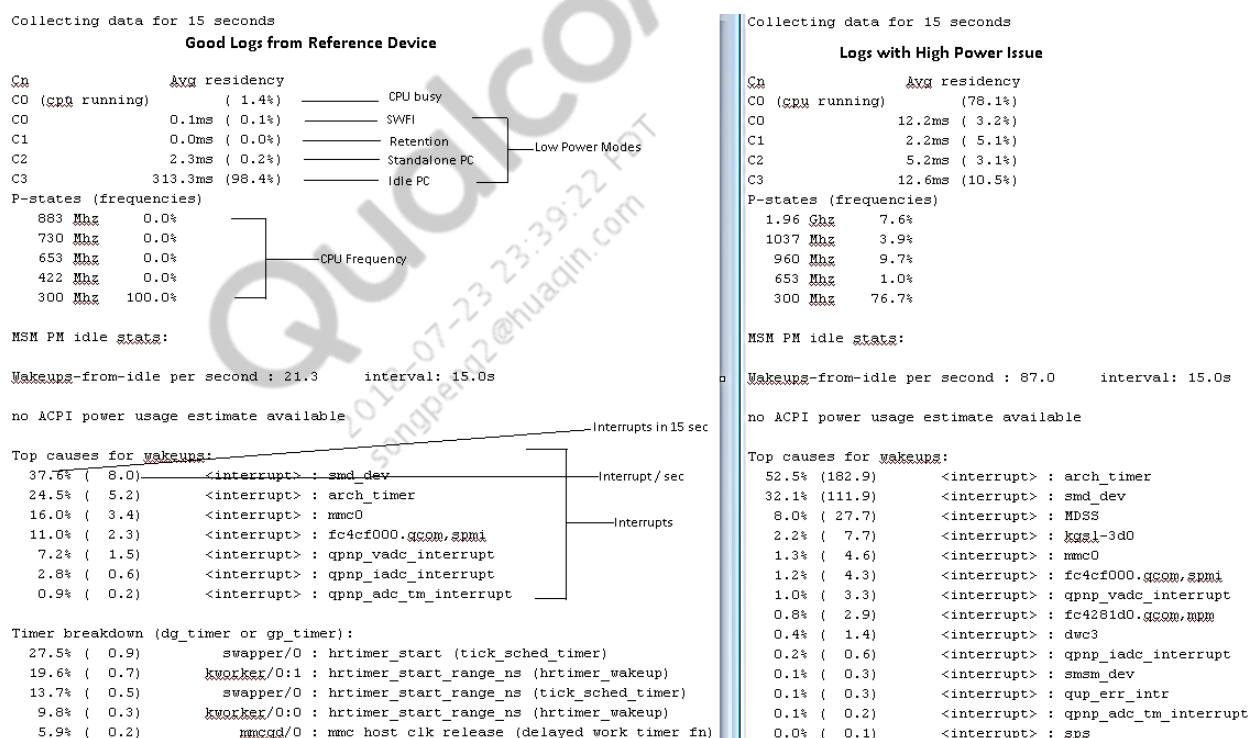 Collecting data for 15 seconds
Good Logs from Reference Device
Cn Avg residency
C0 (cpu running) ( 1.4%) CPU busy
C0 0.1ms ( 0.1%) SWFI
C1 0.0ms ( 0.0%) Retention
C2 2.3ms ( 0.2%) Standalone PC
C3 313.3ms (98.4%) Idle PC
Low Power Modes
P-states (frequencies)
883 Mhz 0.0%
730 Mhz 0.0%
653 Mhz 0.0%
422 Mhz 0.0%
300 Mhz 100.0%
CPU Frequency
MSM PM idle stats:
Wakeups-from-idle per second : 21.3 interval: 15.0s
no ACPI power usage estimate available
Interrupts in 15 sec
Top causes for wakeups:
37.6% ( 8.0) <interrupt> : smd_dev
Interrupt / sec
24.5% ( 5.2) <interrupt> : arch_timer
16.0% ( 3.4) <interrupt> : mmc0
11.0% ( 2.3) <interrupt> : fc4cf000.qcom,spmi
7.2% ( 1.5) <interrupt> : qpnp_vadc_interrupt
2.8% ( 0.6) <interrupt> : qpnp_iadc_interrupt
0.9% ( 0.2) <interrupt> : qpnp_adc_tm_interrupt
Interrupts
Timer breakdown (dg_timer or gp_timer):
27.5% ( 0.9) swapper/0 : hrtimer_start (tick_sched_timer)
19.6% ( 0.7) kworker/0:1 : hrtimer_start_range_ns (hrtimer_wakeup)
13.7% ( 0.5) swapper/0 : hrtimer_start_range_ns (tick_sched_timer)
9.8% ( 0.3) kworker/0:0 : hrtimer_start_range_ns (hrtimer_wakeup)
5.9% ( 0.2) mmcqd/0 : mmc_host_clk_release (delayed_work_timer_fn)
Collecting data for 15 seconds
Logs with High Power Issue
Cn Avg residency
C0 (cpu running) (78.1%)
C0 12.2ms ( 3.2%)
C1 2.2ms ( 5.1%)
C2 5.2ms ( 3.1%)
C3 12.6ms (10.5%)
P-states (frequencies)
1.96 Ghz 7.6%
1037 Mhz 3.9%
960 Mhz 9.7%
653 Mhz 1.0%
300 Mhz 76.7%
MSM PM idle stats:
Wakeups-from-idle per second : 87.0 interval: 15.0s
no ACPI power usage estimate available
Top causes for wakeups:
52.5% (182.9) <interrupt> : arch_timer
32.1% (111.9) <interrupt> : smd_dev
8.0% ( 27.7) <interrupt> : MDSS
2.2% ( 7.7) <interrupt> : kgsl-3d0
1.3% ( 4.6) <interrupt> : mmc0
1.2% ( 4.3) <interrupt> : fc4cf000.qcom,spmi
1.0% ( 3.3) <interrupt> : qpnp_vadc_interrupt
0.8% ( 2.9) <interrupt> : fc4281d0.qcom,mpm
0.4% ( 1.4) <interrupt> : dwc3
0.2% ( 0.6) <interrupt> : qpnp_iadc_interrupt
0.1% ( 0.3) <interrupt> : smsm_dev
0.1% ( 0.3) <interrupt> : qup_err_intr
0.1% ( 0.2) <interrupt> : qpnp_adc_tm_interrupt
0.0% ( 0.1) <interrupt> : sps
Qualco
2018-07-23 23:39:22 PDT
songpeng2@huaqin.com